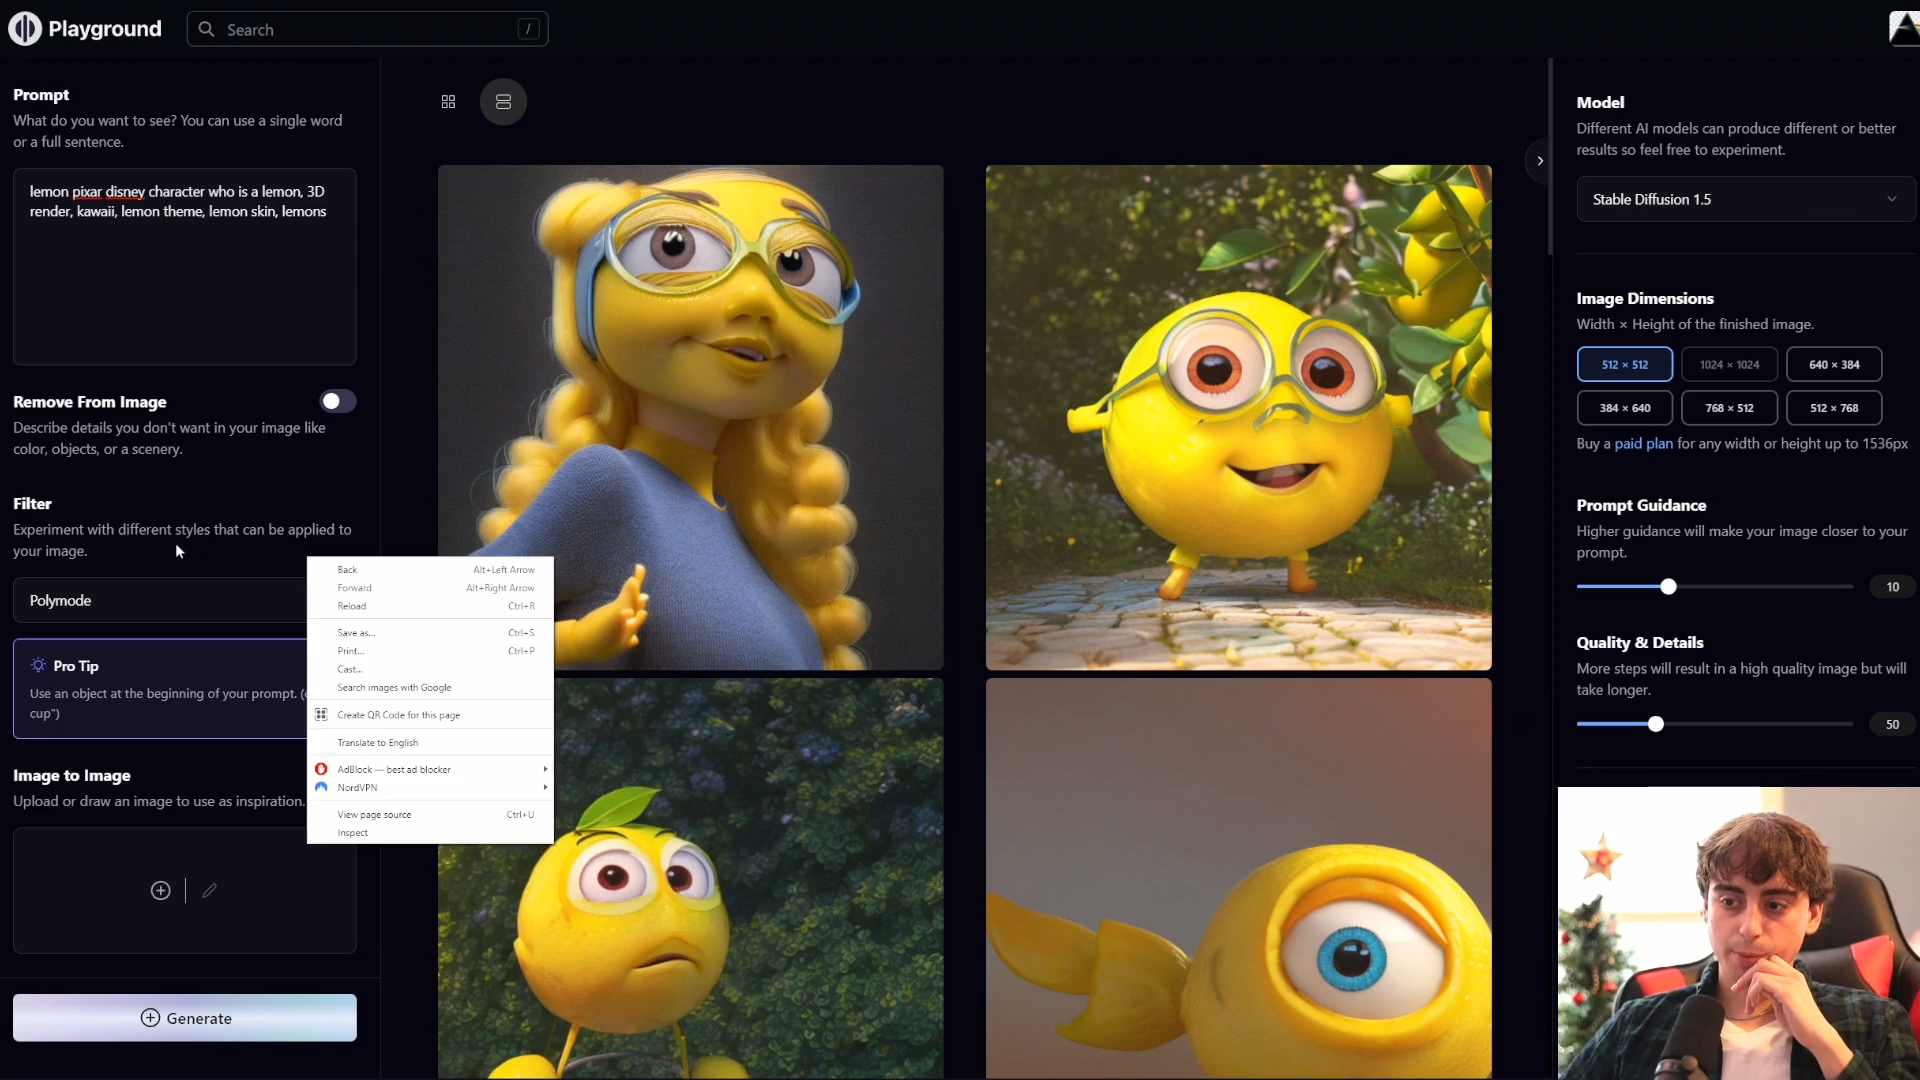 Playground
Search
/
Prompt
What do you want to see? You can use a single word
or a full sentence.
lemon pixar disney character who is a lemon, 3D
render, kawaii, lemon theme, lemon skin, lemons
Remove From Image
Describe details you don't want in your image like
color, objects, or a scenery.
Filter
Experiment with different styles that can be applied to
your image.
Polymode
Pro Tip
Use an object at the beginning of your prompt. (
cup")
Image to Image
Upload or draw an image to use as inspiration.
Generate
Back Alt+Left Arrow
Forward Alt+Right Arrow
Reload Ctrl+R
Save as... Ctrl+S
Print... Ctrl+P
Cast...
Search images with Google
Create QR Code for this page
Translate to English
AdBlock — best ad blocker
NordVPN
View page source Ctrl+U
Inspect
Model
Different AI models can produce different or better
results so feel free to experiment.
Stable Diffusion 1.5
Image Dimensions
Width × Height of the finished image.
512 × 512 1024 × 1024 640 × 384
384 × 640 768 × 512 512 × 768
Buy a paid plan for any width or height up to 1536px
Prompt Guidance
Higher guidance will make your image closer to your
prompt.
10
Quality & Details
More steps will result in a high quality image but will
take longer.
50